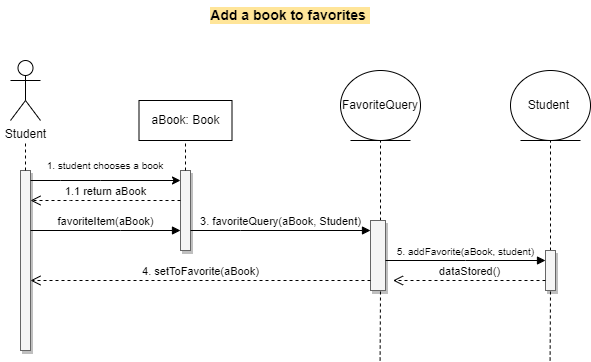 Add a book to favorites
Student
aBook: Book
FavoriteQuery
Student
1. student chooses a book
1.1 return aBook
favoriteItem(aBook)
3. favoriteQuery(aBook, Student)
5. addFavorite(aBook, student)
4. setToFavorite(aBook)
dataStored()